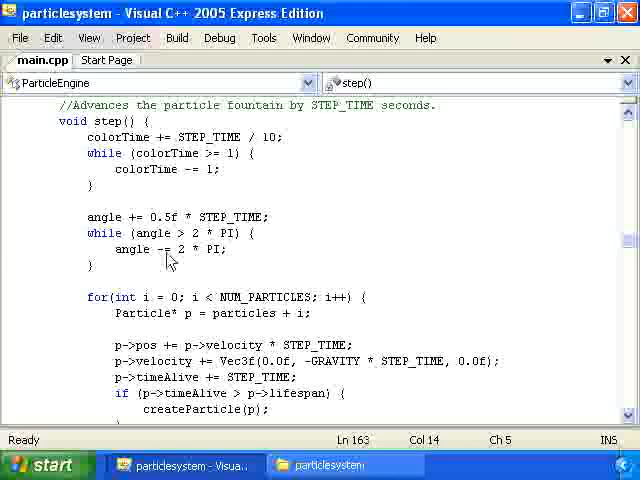 particlesystem - Visual C++ 2005 Express Edition
File Edit View Project Build Debug Tools Window Community Help
main.cpp Start Page
ParticleEngine step()
//Advances the particle fountain by STEP_TIME seconds.
void step() {
colorTime += STEP_TIME / 10;
while (colorTime >= 1) {
colorTime -= 1;
}
angle += 0.5f * STEP_TIME;
while (angle > 2 * PI) {
angle -= 2 * PI;
}
for(int i = 0; i < NUM_PARTICLES; i++) {
Particle* p = particles + i;
p->pos += p->velocity * STEP_TIME;
p->velocity += Vec3f(0.0f, -GRAVITY * STEP_TIME, 0.0f);
p->timeAlive += STEP_TIME;
if (p->timeAlive > p->lifespan) {
createParticle(p);
Ready Ln 163 Col 14 Ch 5 INS
start particlesystem - Visua... particlesystem